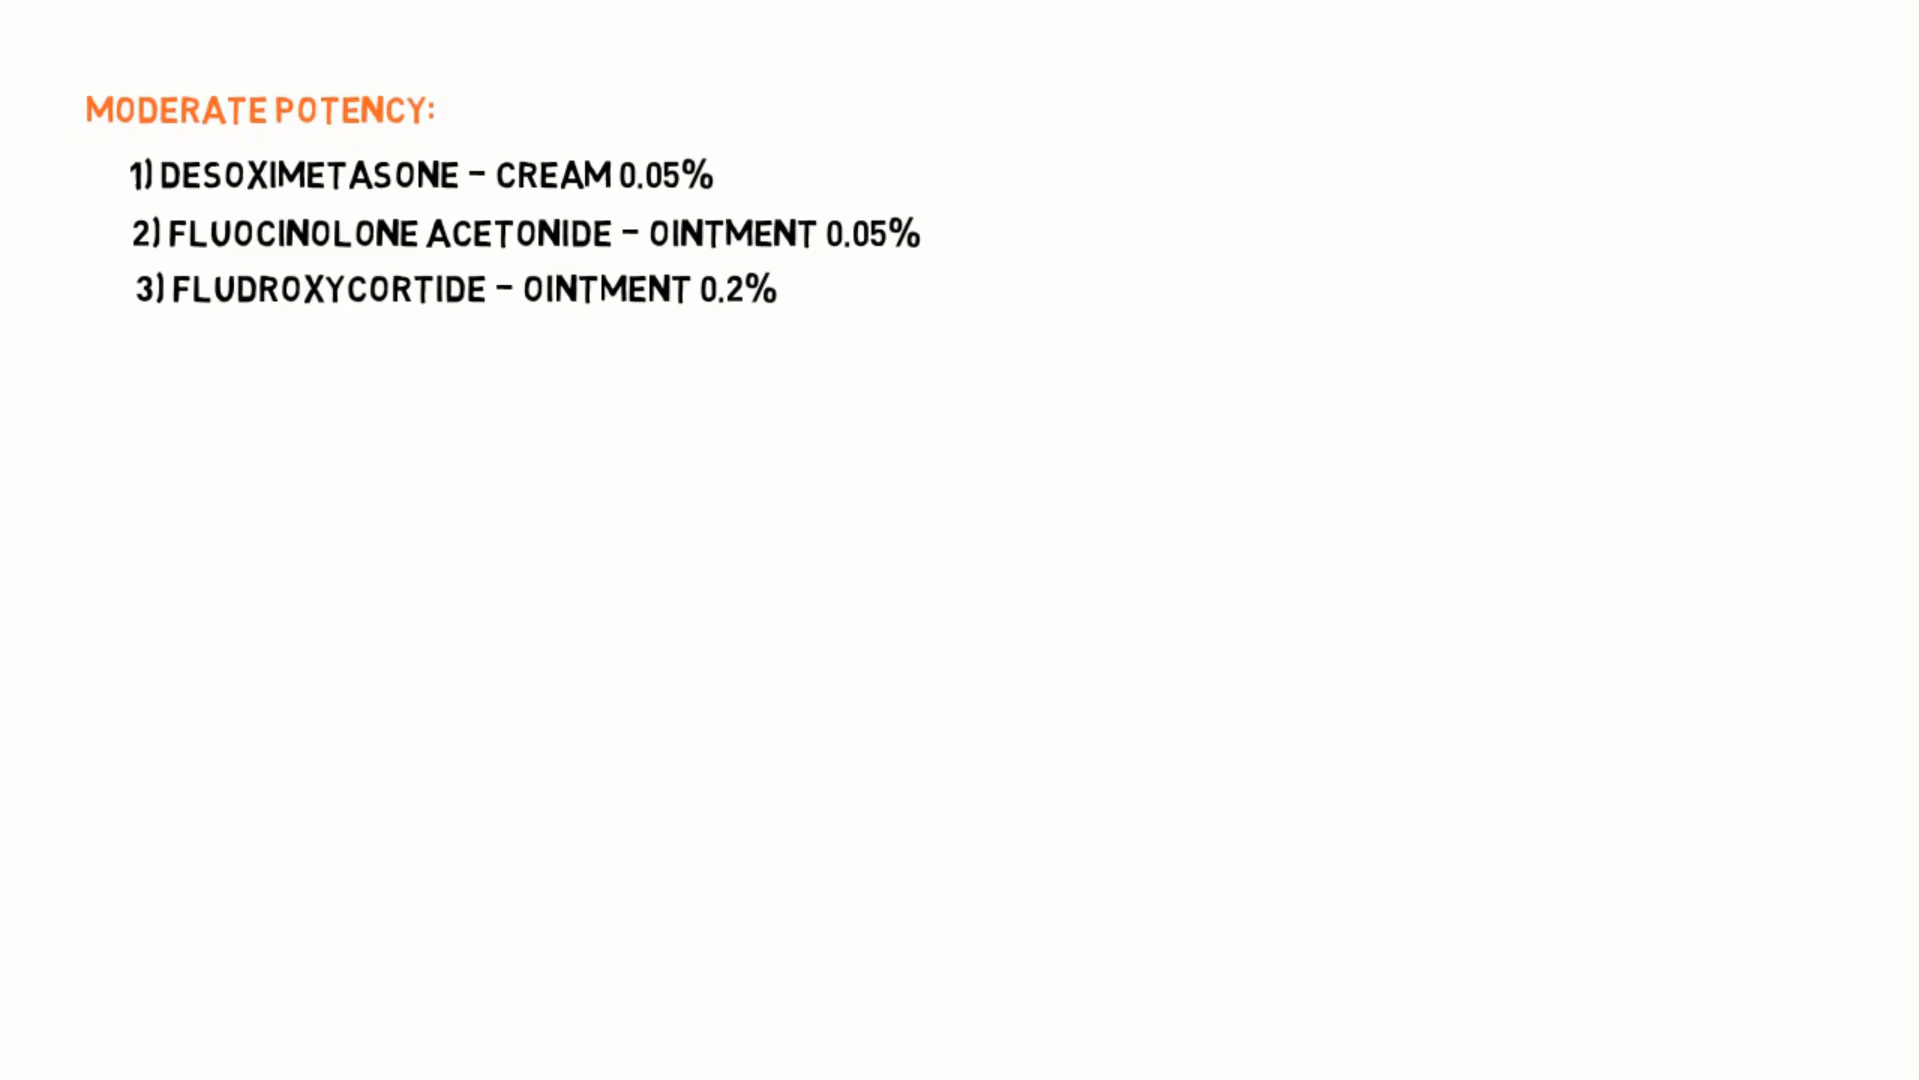 MODERATE POTENCY:
1) DESOXIMETASONE - CREAM 0.05%
2) FLUOCINOLONE ACETONIDE - OINTMENT 0.05%
3) FLUDROXYCORTIDE - OINTMENT 0.2%